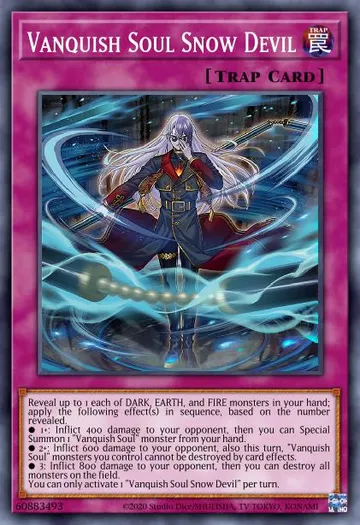 VANQUISH SOUL SNOW DEVIL
TRAP
罠
[TRAP CARD]
Reveal up to 1 each of DARK, EARTH, and FIRE monsters in your hand;
apply the following effect(s) in sequence, based on the number
revealed.
● 1+: Inflict 400 damage to your opponent, then you can Special
Summon 1 "Vanquish Soul" monster from your hand.
● 2+: Inflict 600 damage to your opponent, also this turn, "Vanquish
Soul" monsters you control cannot be destroyed by card effects.
● 3: Inflict 800 damage to your opponent, then you can destroy all
monsters on the field.
You can only activate 1 "Vanquish Soul Snow Devil" per turn.
60883493
©2020 Studio Dice/SHUEISHA, TV TOKYO, KONAMI